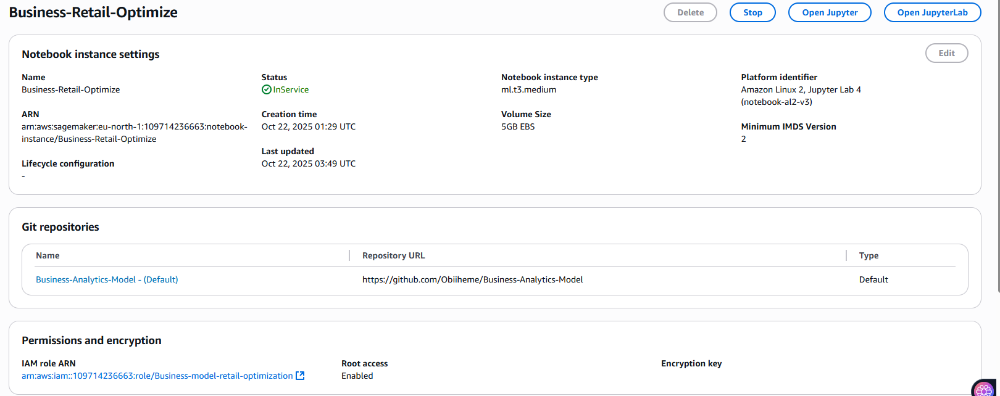 Business-Retail-Optimize
Delete
Stop
Open Jupyter
Open JupyterLab
Notebook instance settings
Edit
Name
Business-Retail-Optimize
ARN
arn:aws:sagemaker:eu-north-1:109714236663:notebook-
instance/Business-Retail-Optimize
Lifecycle configuration
-
Status
InService
Creation time
Oct 22, 2025 01:29 UTC
Last updated
Oct 22, 2025 03:49 UTC
Notebook instance type
ml.t3.medium
Volume Size
5GB EBS
Platform identifier
Amazon Linux 2, Jupyter Lab 4
(notebook-al2-v3)
Minimum IMDS Version
2
Git repositories
Name
Repository URL
Type
Business-Analytics-Model - (Default)
https://github.com/Obiiheme/Business-Analytics-Model
Default
Permissions and encryption
IAM role ARN
arn:aws:iam::109714236663:role/Business-model-retail-optimization
Root access
Enabled
Encryption key